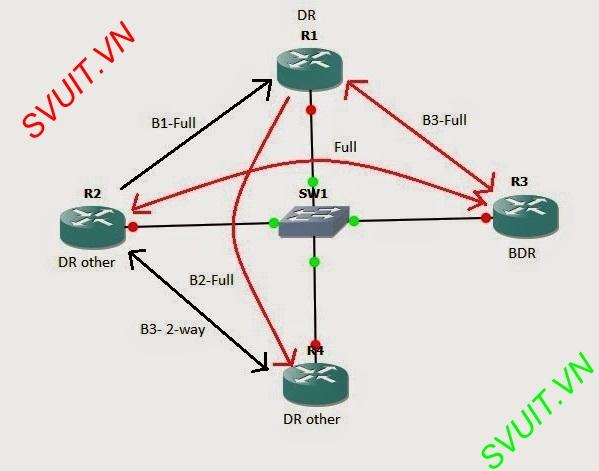 DR
R1
SVUIT.VN
B1-Full
B3-Full
Full
R2
SW1
R3
DR other
BDR
B2-Full
B3- 2-way
R4
DR other
SVUIT.VN